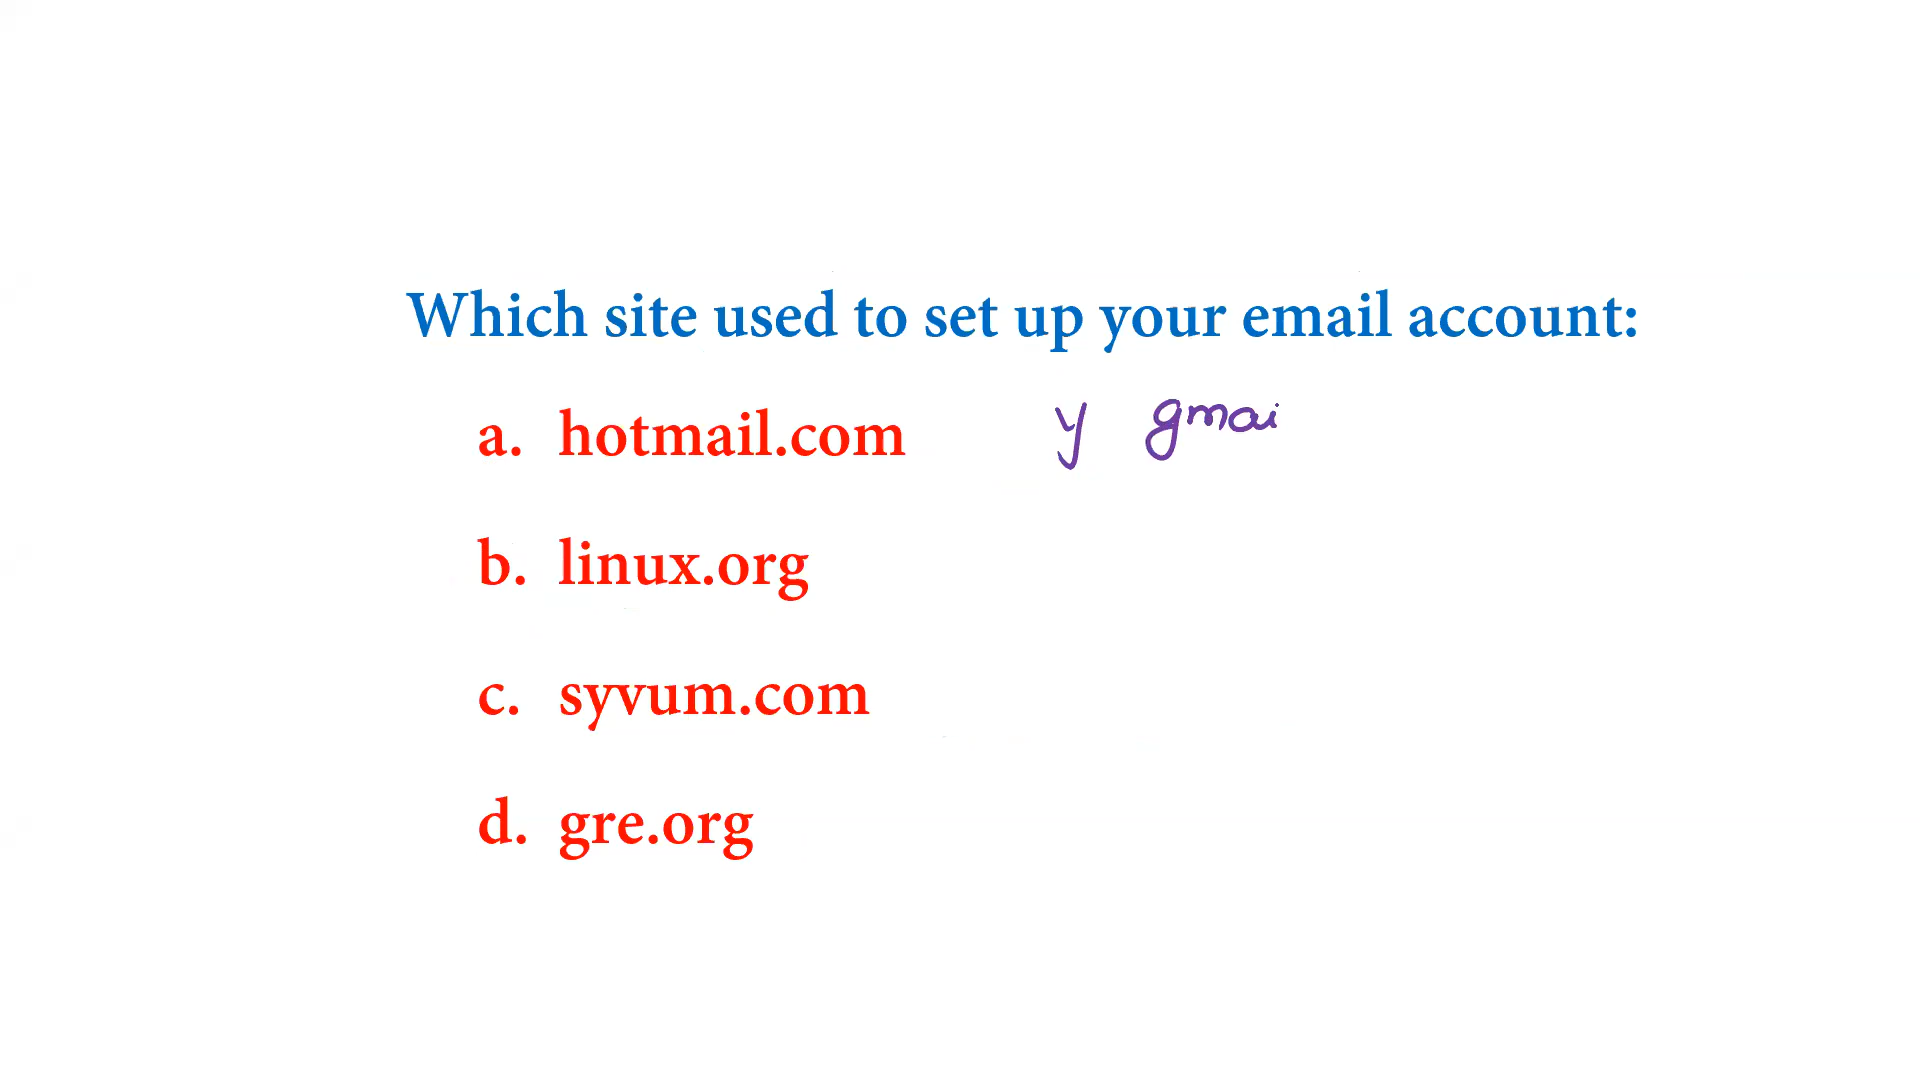 Which site used to set up your email account:
a. hotmail.com y gmai
b. linux.org
c. syvum.com
d. gre.org